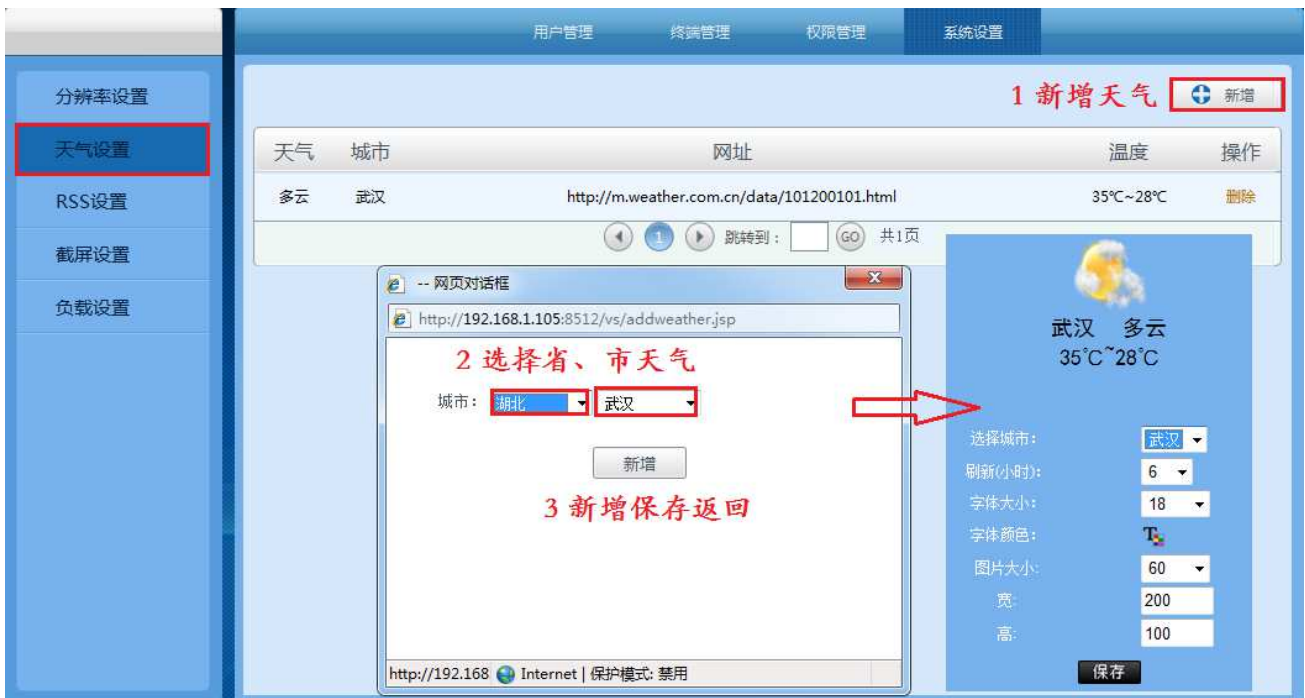 用户管理 终端管理 权限管理 系统设置
分辨率设置
天气设置
RSS设置
截屏设置
负载设置
1 新增天气 新增
天气 城市 网址 温度 操作
多云 武汉 http://m.weather.com.cn/data/101200101.html 35℃~28℃ 删除
1 跳转到: GO 共1页
-- 网页对话框
http://192.168.1.105:8512/vs/addweather.jsp
2 选择省、市天气
城市: 湖北 武汉
新增
3 新增保存返回
http://192.168 Internet | 保护模式: 禁用
武汉 多云
35℃~28℃
选择城市: 武汉
刷新(小时): 6
字体大小: 18
字体颜色: T
图片大小: 60
宫: 200
高: 100
保存